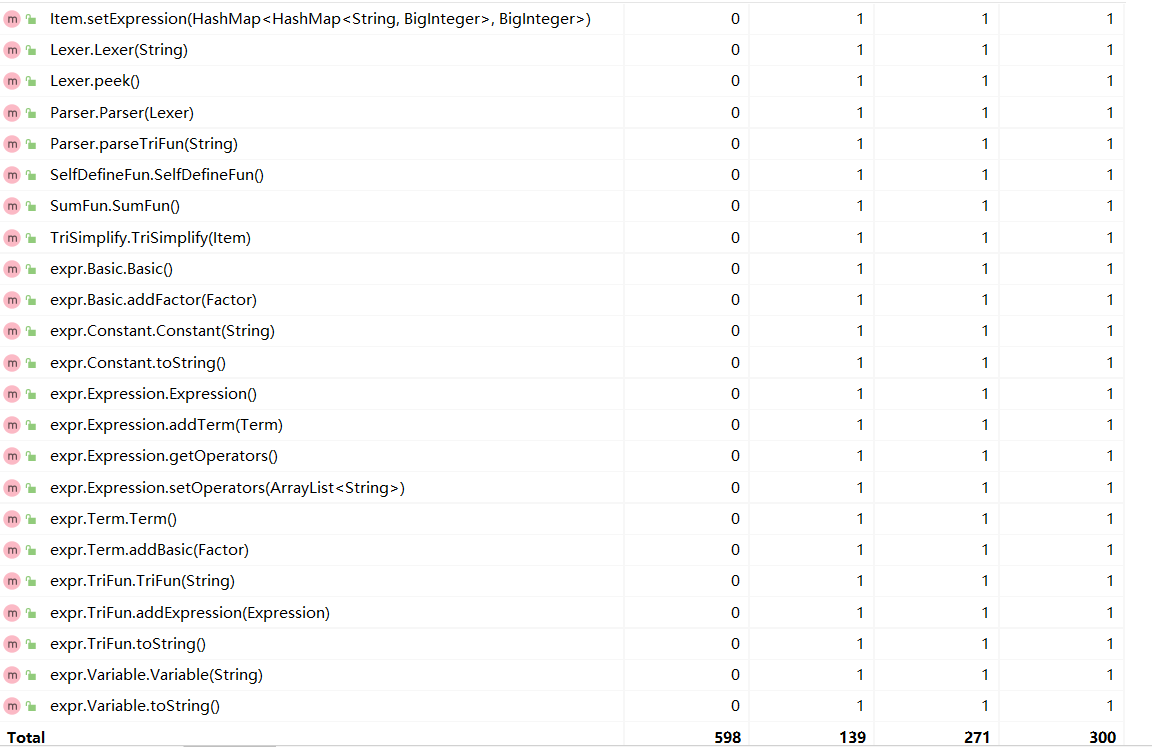 m Item.setExpression(HashMap<HashMap<String, BigInteger>, BigInteger>) 0 1 1 1
m Lexer.Lexer(String) 0 1 1 1
m Lexer.peek() 0 1 1 1
m Parser.Parser(Lexer) 0 1 1 1
m Parser.parseTriFun(String) 0 1 1 1
m SelfDefineFun.SelfDefineFun() 0 1 1 1
m SumFun.SumFun() 0 1 1 1
m TriSimplify.TriSimplify(Item) 0 1 1 1
m expr.Basic.Basic() 0 1 1 1
m expr.Basic.addFactor(Factor) 0 1 1 1
m expr.Constant.Constant(String) 0 1 1 1
m expr.Constant.toString() 0 1 1 1
m expr.Expression.Expression() 0 1 1 1
m expr.Expression.addTerm(Term) 0 1 1 1
m expr.Expression.getOperators() 0 1 1 1
m expr.Expression.setOperators(ArrayList<String>) 0 1 1 1
m expr.Term.Term() 0 1 1 1
m expr.Term.addBasic(Factor) 0 1 1 1
m expr.TriFun.TriFun(String) 0 1 1 1
m expr.TriFun.addExpression(Expression) 0 1 1 1
m expr.TriFun.toString() 0 1 1 1
m expr.Variable.Variable(String) 0 1 1 1
m expr.Variable.toString() 0 1 1 1
Total 598 139 271 300